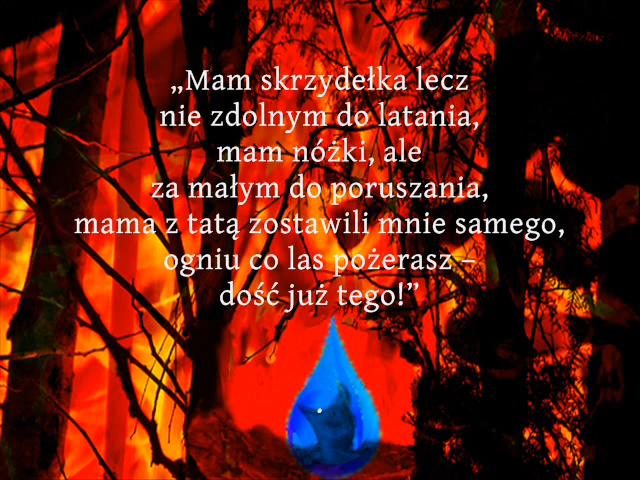 „Mam skrzydełka lecz
nie zdolnym do latania,
mam nóżki, ale
za małym do poruszania,
mama z tatą zostawili mnie samego,
ogniu co las pożerasz –
dość już tego!”